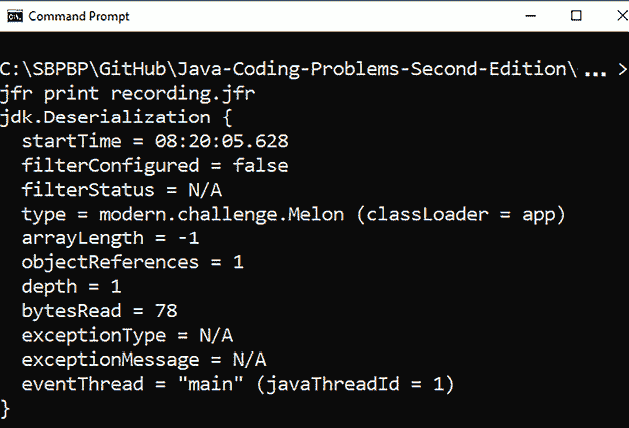 Command Prompt
C:\SBPBP\GitHub\Java-Coding-Problems-Second-Edition\ ... >
jfr print recording.jfr
jdk.Deserialization {
  startTime = 08:20:05.628
  filterConfigured = false
  filterStatus = N/A
  type = modern.challenge.Melon (classLoader = app)
  arrayLength = -1
  objectReferences = 1
  depth = 1
  bytesRead = 78
  exceptionType = N/A
  exceptionMessage = N/A
  eventThread = "main" (javaThreadId = 1)
}